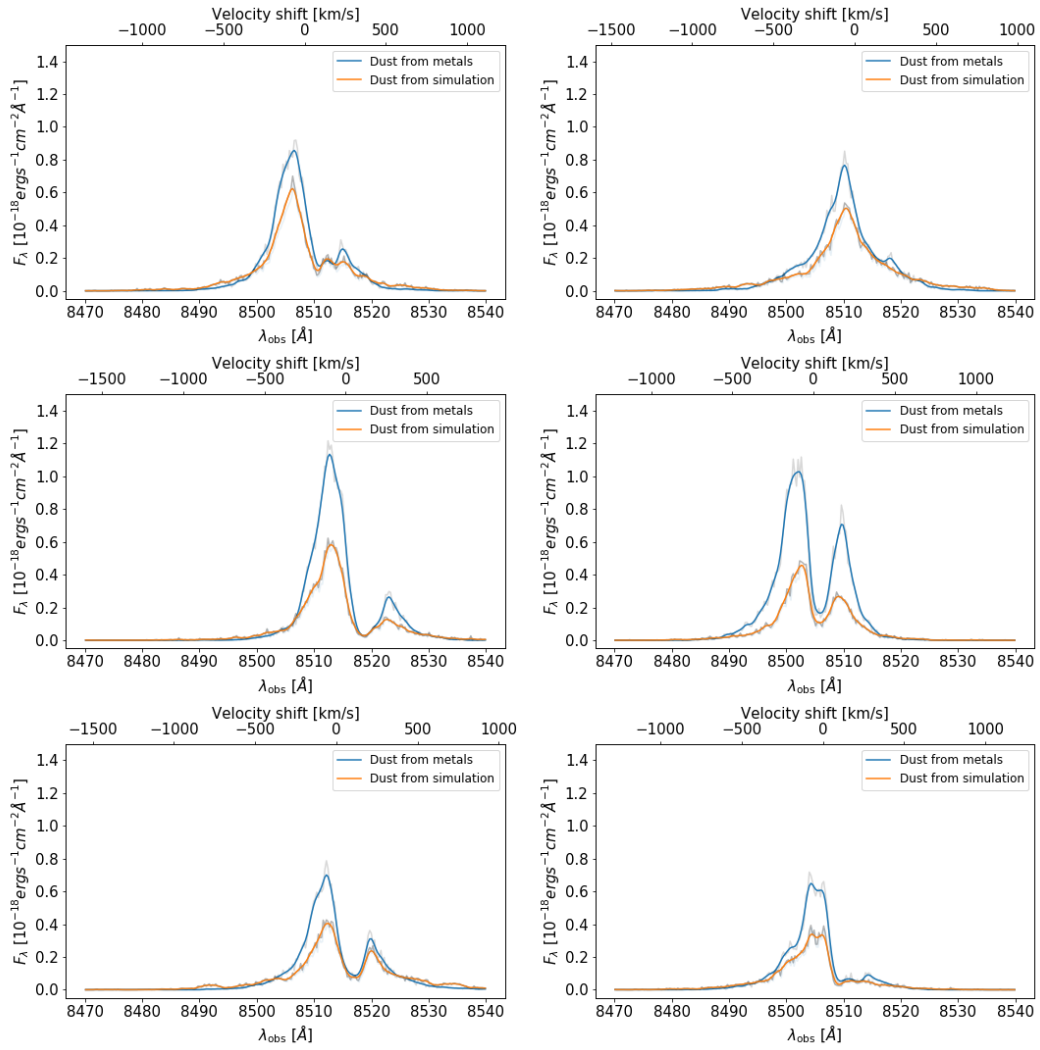 Velocity shift [km/s]
−1000 −500 0 500 1000
1.4
1.2
1.0
0.8
0.6
0.4
0.2
0.0
F_λ [10^−18 ergs^−1 cm^−2 Å^−1]
Dust from metals
Dust from simulation
8470 8480 8490 8500 8510 8520 8530 8540
λ_obs [Å]
Velocity shift [km/s]
−1500 −1000 −500 0 500 1000
1.4
1.2
1.0
0.8
0.6
0.4
0.2
0.0
F_λ [10^−18 ergs^−1 cm^−2 Å^−1]
Dust from metals
Dust from simulation
8470 8480 8490 8500 8510 8520 8530 8540
λ_obs [Å]
Velocity shift [km/s]
−1500 −1000 −500 0 500
1.4
1.2
1.0
0.8
0.6
0.4
0.2
0.0
F_λ [10^−18 ergs^−1 cm^−2 Å^−1]
Dust from metals
Dust from simulation
8470 8480 8490 8500 8510 8520 8530 8540
λ_obs [Å]
Velocity shift [km/s]
−1000 −500 0 500 1000
1.4
1.2
1.0
0.8
0.6
0.4
0.2
0.0
F_λ [10^−18 ergs^−1 cm^−2 Å^−1]
Dust from metals
Dust from simulation
8470 8480 8490 8500 8510 8520 8530 8540
λ_obs [Å]
Velocity shift [km/s]
−1500 −1000 −500 0 500 1000
1.4
1.2
1.0
0.8
0.6
0.4
0.2
0.0
F_λ [10^−18 ergs^−1 cm^−2 Å^−1]
Dust from metals
Dust from simulation
8470 8480 8490 8500 8510 8520 8530 8540
λ_obs [Å]
Velocity shift [km/s]
−1000 −500 0 500 1000
1.4
1.2
1.0
0.8
0.6
0.4
0.2
0.0
F_λ [10^−18 ergs^−1 cm^−2 Å^−1]
Dust from metals
Dust from simulation
8470 8480 8490 8500 8510 8520 8530 8540
λ_obs [Å]